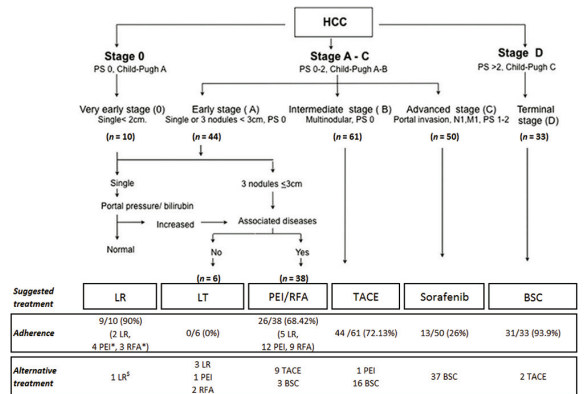 HCC
Stage 0
PS 0, Child-Pugh A
Stage A - C
PS 0-2, Child-Pugh A-B
Stage D
PS >2, Child-Pugh C
Very early stage (0)
Single< 2cm.
(n = 10)
Early stage (A)
Single or 3 nodules < 3cm, PS 0
(n = 44)
Intermediate stage ( B)
Multinodular, PS 0
(n = 61)
Advanced stage (C)
Portal invasion, N1,M1, PS 1-2
(n = 50)
Terminal
stage (D)
(n = 33)
Single
Portal pressure/ bilirubin
Increased
Normal
3 nodules ≤3cm
Associated diseases
No
Yes
(n = 6)
(n = 38)
Suggested
treatment
LR
LT
PEI/RFA
TACE
Sorafenib
BSC
Adherence
9/10 (90%)
(2 LR,
4 PEI*, 3 RFA*)
0/6 (0%)
26/38 (68.42%)
(5 LR,
12 PEI, 9 RFA)
44 /61 (72.13%)
13/50 (26%)
31/33 (93.9%)
Alternative
treatment
1 LR$
3 LR
1 PEI
2 RFA
9 TACE
3 BSC
1 PEI
16 BSC
37 BSC
2 TACE